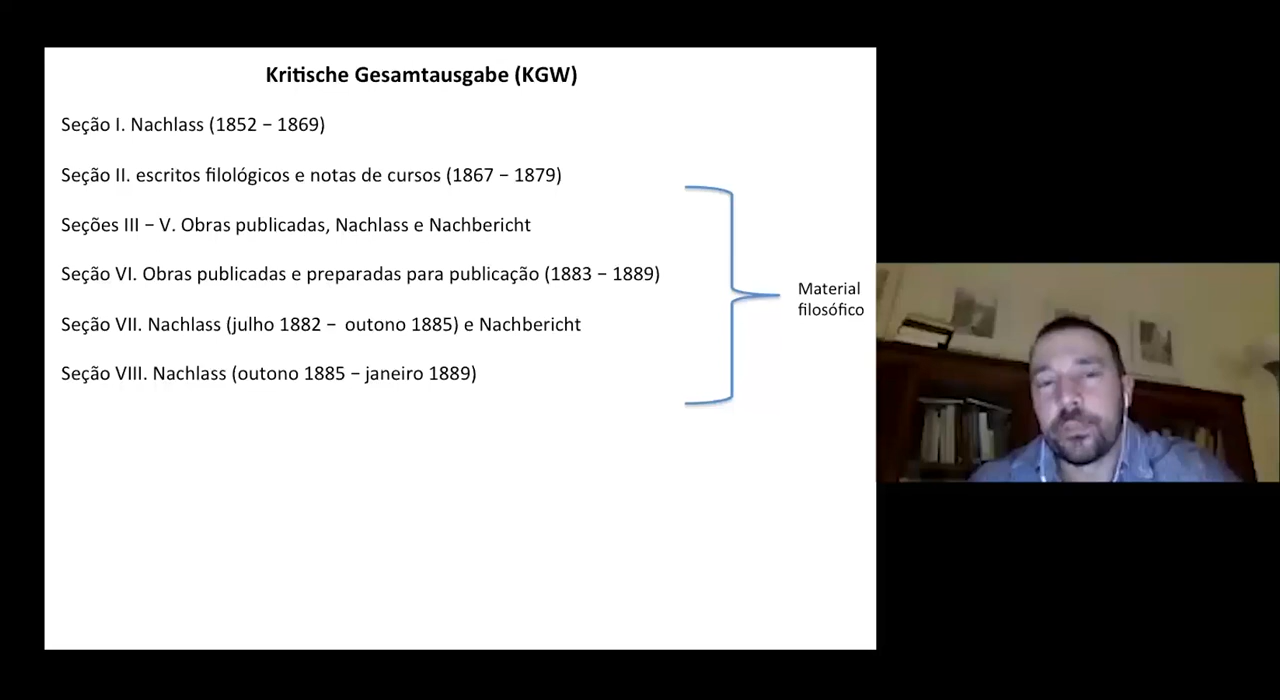 Kritische Gesamtausgabe (KGW)
Seção I. Nachlass (1852 – 1869)
Seção II. escritos filológicos e notas de cursos (1867 – 1879)
Seções III – V. Obras publicadas, Nachlass e Nachbericht
Seção VI. Obras publicadas e preparadas para publicação (1883 – 1889)
Seção VII. Nachlass (julho 1882 – outono 1885) e Nachbericht
Seção VIII. Nachlass (outono 1885 – janeiro 1889)
Material
filosófico